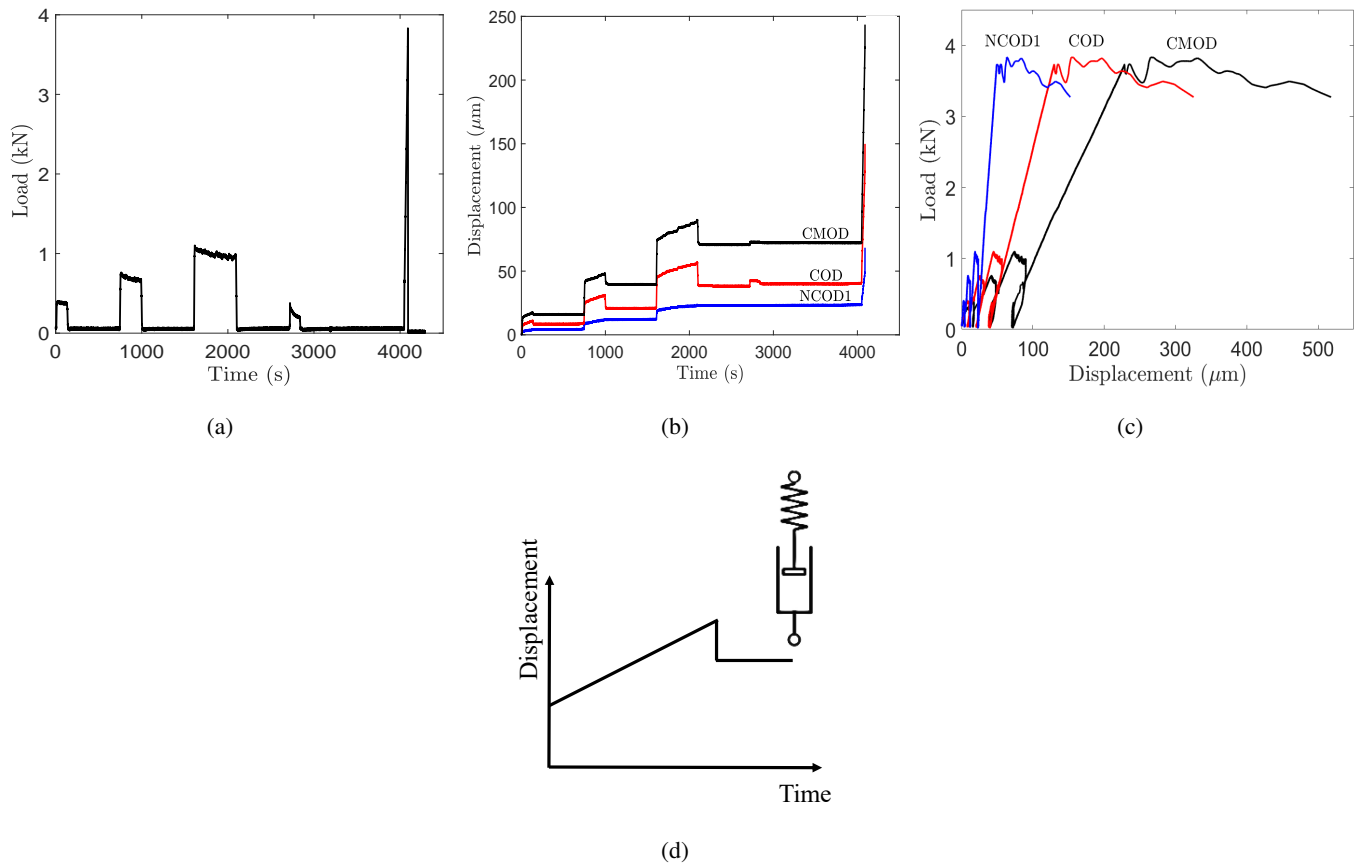 4
3
2
1
0
0
1000
2000
3000
4000
Load (kN)
Time (s)
(a)
250
200
150
100
50
0
0
1000
2000
3000
4000
Displacement (μm)
Time (s)
CMOD
COD
NCOD1
(b)
4
3
2
1
0
0
100
200
300
400
500
Load (kN)
Displacement (μm)
NCOD1
COD
CMOD
(c)
Displacement
Time
(d)